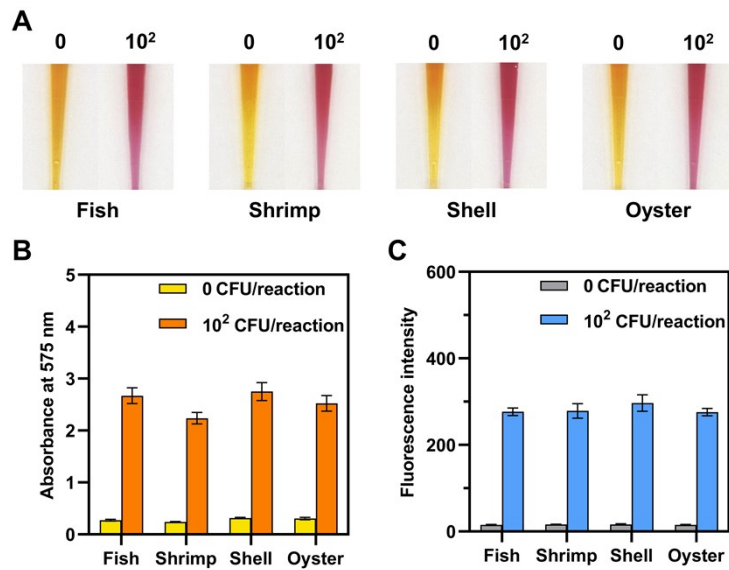 A
0 10² 0 10² 0 10² 0 10²
Fish Shrimp Shell Oyster
B
5
4
3
2
1
0
Absorbance at 575 nm
0 CFU/reaction
10² CFU/reaction
Fish Shrimp Shell Oyster
C
600
400
200
0
Fluorescence intensity
0 CFU/reaction
10² CFU/reaction
Fish Shrimp Shell Oyster